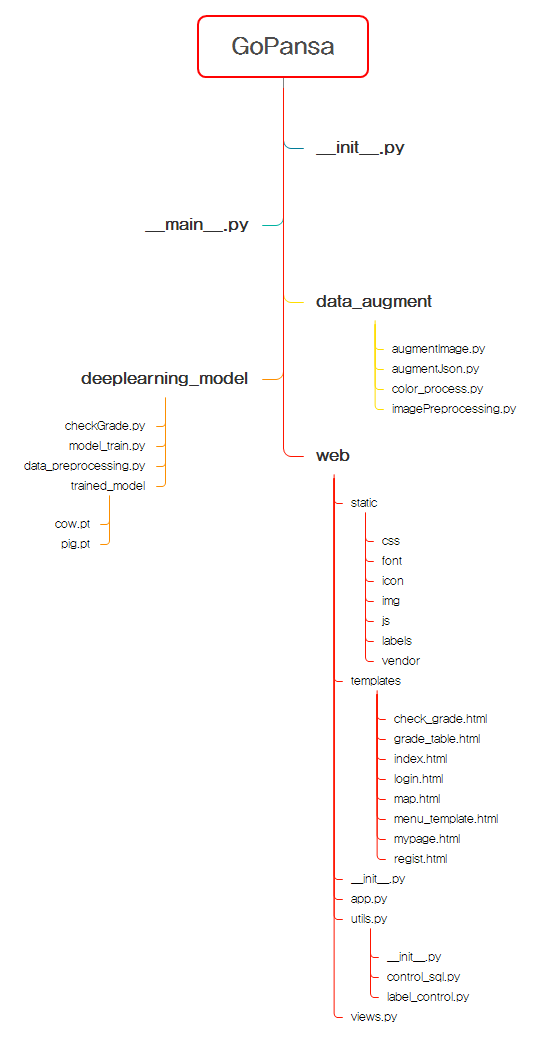 GoPansa
__init__.py
__main__.py
data_augment
augmentImage.py
augmentJson.py
color_process.py
imagePreprocessing.py
deeplearning_model
checkGrade.py
model_train.py
data_preprocessing.py
trained_model
cow.pt
pig.pt
web
static
css
font
icon
img
js
labels
vendor
templates
check_grade.html
grade_table.html
index.html
login.html
map.html
menu_template.html
mypage.html
regist.html
__init__.py
app.py
utils.py
__init__.py
control_sql.py
label_control.py
views.py